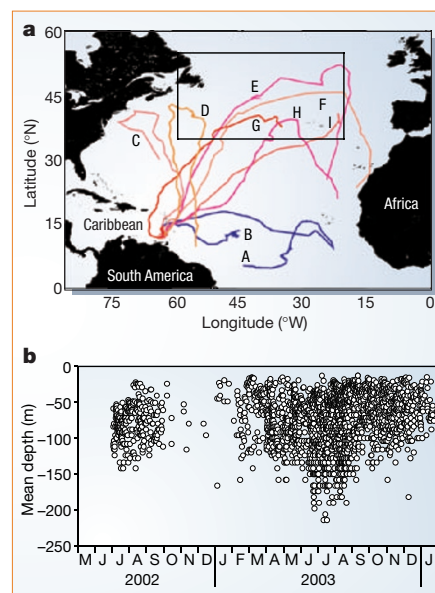 a
60
45
30
15
0
Latitude (°N)
E
D
F
H
G
I
C
Africa
Caribbean
B
A
South America
75 60 45 30 15 0
Longitude (°W)
b
0
−50
−100
−150
−200
−250
Mean depth (m)
M J J A S O N D J F M A M J J A S O N D J
2002 2003